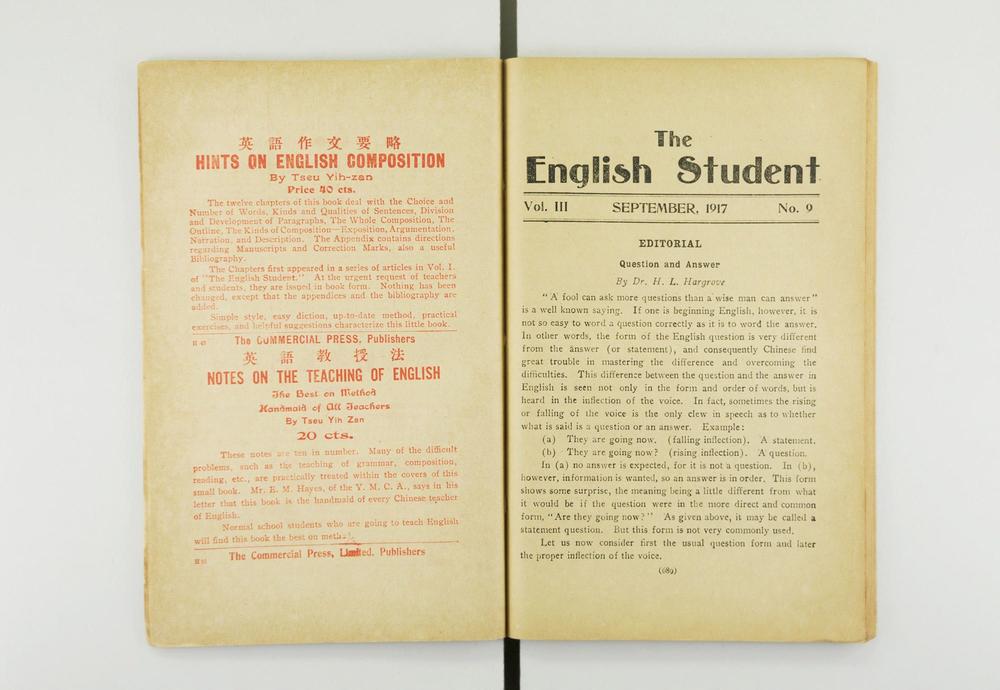 英語作文要略
HINTS ON ENGLISH COMPOSITION
By Tseu Yih-zan
Price 40 cts.
The twelve chapters of this book deal with the Choice and
Number of Words, Kinds and Qualities of Sentences, Division
and Development of Paragraphs, The Whole Composition, The
Outline, The Kinds of Composition—Exposition, Argumentation,
Narration, and Description. The Appendix contains directions
regarding Manuscripts and Correction Marks, also a useful
Bibliography.
The Chapters first appeared in a series of articles in Vol. I.
of "The English Student." At the urgent request of teachers
and students, they are issued in book form. Nothing has been
changed, except that the appendices and the bibliography are
added.
Simple style, easy diction, up-to-date method, practical
exercises, and helpful suggestions characterize this little book.
The COMMERCIAL PRESS, Publishers
英語教授法
NOTES ON THE TEACHING OF ENGLISH
The Best on Method
Handmaid of All Teachers
By Tseu Yih Zan
20 cts.
These notes are ten in number. Many of the difficult
problems, such as the teaching of grammar, composition,
reading, etc., are practically treated within the covers of this
small book. Mr. E. M. Hayes, of the Y. M. C. A., says in his
letter that this book is the handmaid of every Chinese teacher
of English.
Normal school students who are going to teach English
will find this book the best on
The Commercial Press, Limited. Publishers
The
English Student
Vol. III SEPTEMBER, 1917 No. 9
EDITORIAL
Question and Answer
By Dr. H. L. Hargrove
"A fool can ask more questions than a wise man can answer"
is a well known saying. If one is beginning English, however, it is
not so easy to word a question correctly as it is to word the answer.
In other words, the form of the English question is very different
from the answer (or statement), and consequently Chinese find
great trouble in mastering the difference and overcoming the
difficulties. This difference between the question and the answer in
English is seen not only in the form and order of words, but is
heard in the inflection of the voice. In fact, sometimes the rising
or falling of the voice is the only clew in speech as to whether
what is said is a question or an answer. Example:
(a) They are going now. (falling inflection). A statement.
(b) They are going now? (rising inflection). A question.
In (a) no answer is expected, for it is not a question. In (b),
however, information is wanted, so an answer is in order. This form
shows some surprise, the meaning being a little different from what
it would be if the question were in the more direct and common
form, "Are they going now?" As given above, it may be called a
statement question. But this form is not very commonly used.
Let us now consider first the usual question form and later
the proper inflection of the voice.
(689)